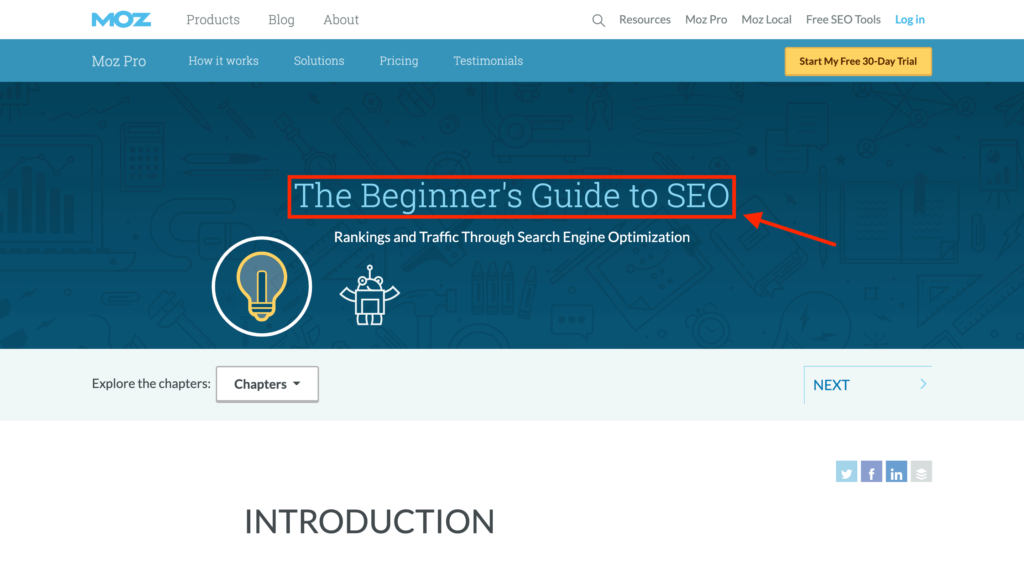 MOZ Products Blog About Resources Moz Pro Moz Local Free SEO Tools Log in
Moz Pro How it works Solutions Pricing Testimonials Start My Free 30-Day Trial
The Beginner's Guide to SEO
Rankings and Traffic Through Search Engine Optimization
Explore the chapters: Chapters NEXT
INTRODUCTION